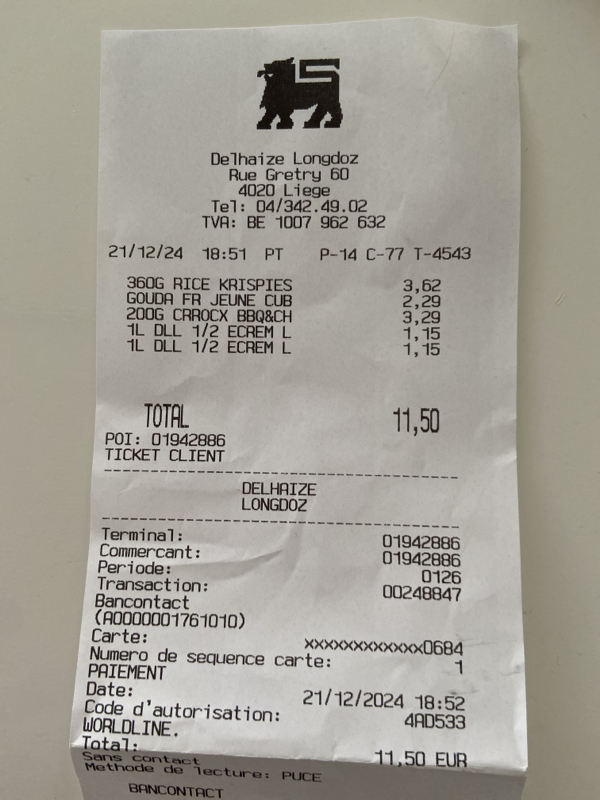 Delhaize Longdoz
Rue Gretry 60
4020 Liege
Tel: 04/342.49.02
TVA: BE 1007 962 632
21/12/24 18:51 PT P-14 C-77 T-4543
360G RICE KRISPIES 3,62
GOUDA FR JEUNE CUB 2,29
200G CRROCX BBQ&CH 3,29
1L DLL 1/2 ECREM L 1,15
1L DLL 1/2 ECREM L 1,15
TOTAL 11,50
POI: 01942886
TICKET CLIENT
DELHAIZE
LONGDOZ
Terminal: 01942886
Commercant: 01942886
Periode: 0126
Transaction: 00248847
Bancontact
(A0000001761010)
Carte: xxxxxxxxxxxxx0684
Numero de sequence carte: 1
PAIEMENT
Date: 21/12/2024 18:52
Code d'autorisation: 4AD533
WORLDLINE.
Total: 11,50 EUR
Sans contact
Methode de lecture: PUCE
BANCONTACT